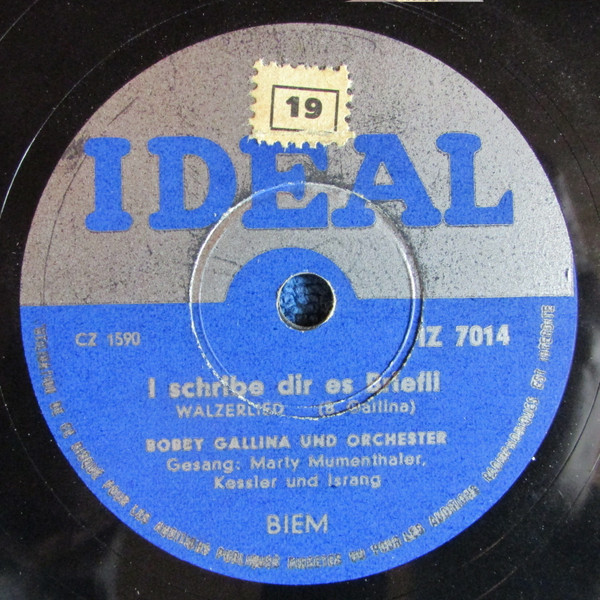 19
IDEAL
CZ 1590
IZ 7014
I schribe dir es Briefli
WALZERLIED (B. Gallina)
BOBBY GALLINA UND ORCHESTER
Gesang: Marty Mumenthaler,
Kessler und Israng
BIEM